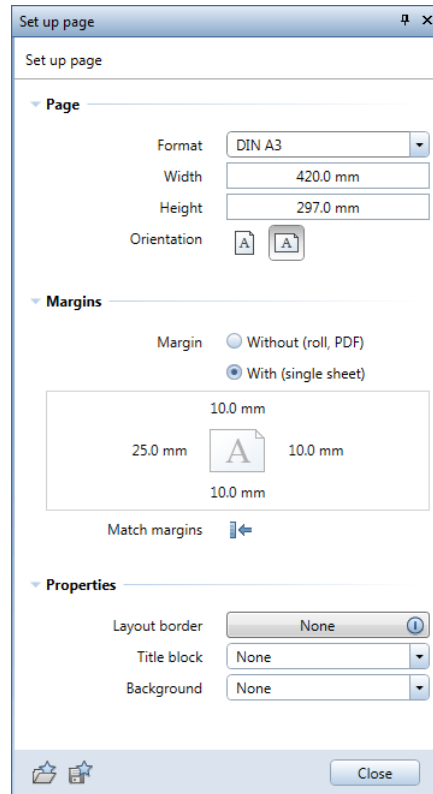 Set up page
Set up page
Page
Format DIN A3
Width 420.0 mm
Height 297.0 mm
Orientation A A
Margins
Margin Without (roll, PDF)
With (single sheet)
10.0 mm
25.0 mm A 10.0 mm
10.0 mm
Match margins
Properties
Layout border None
Title block None
Background None
Close